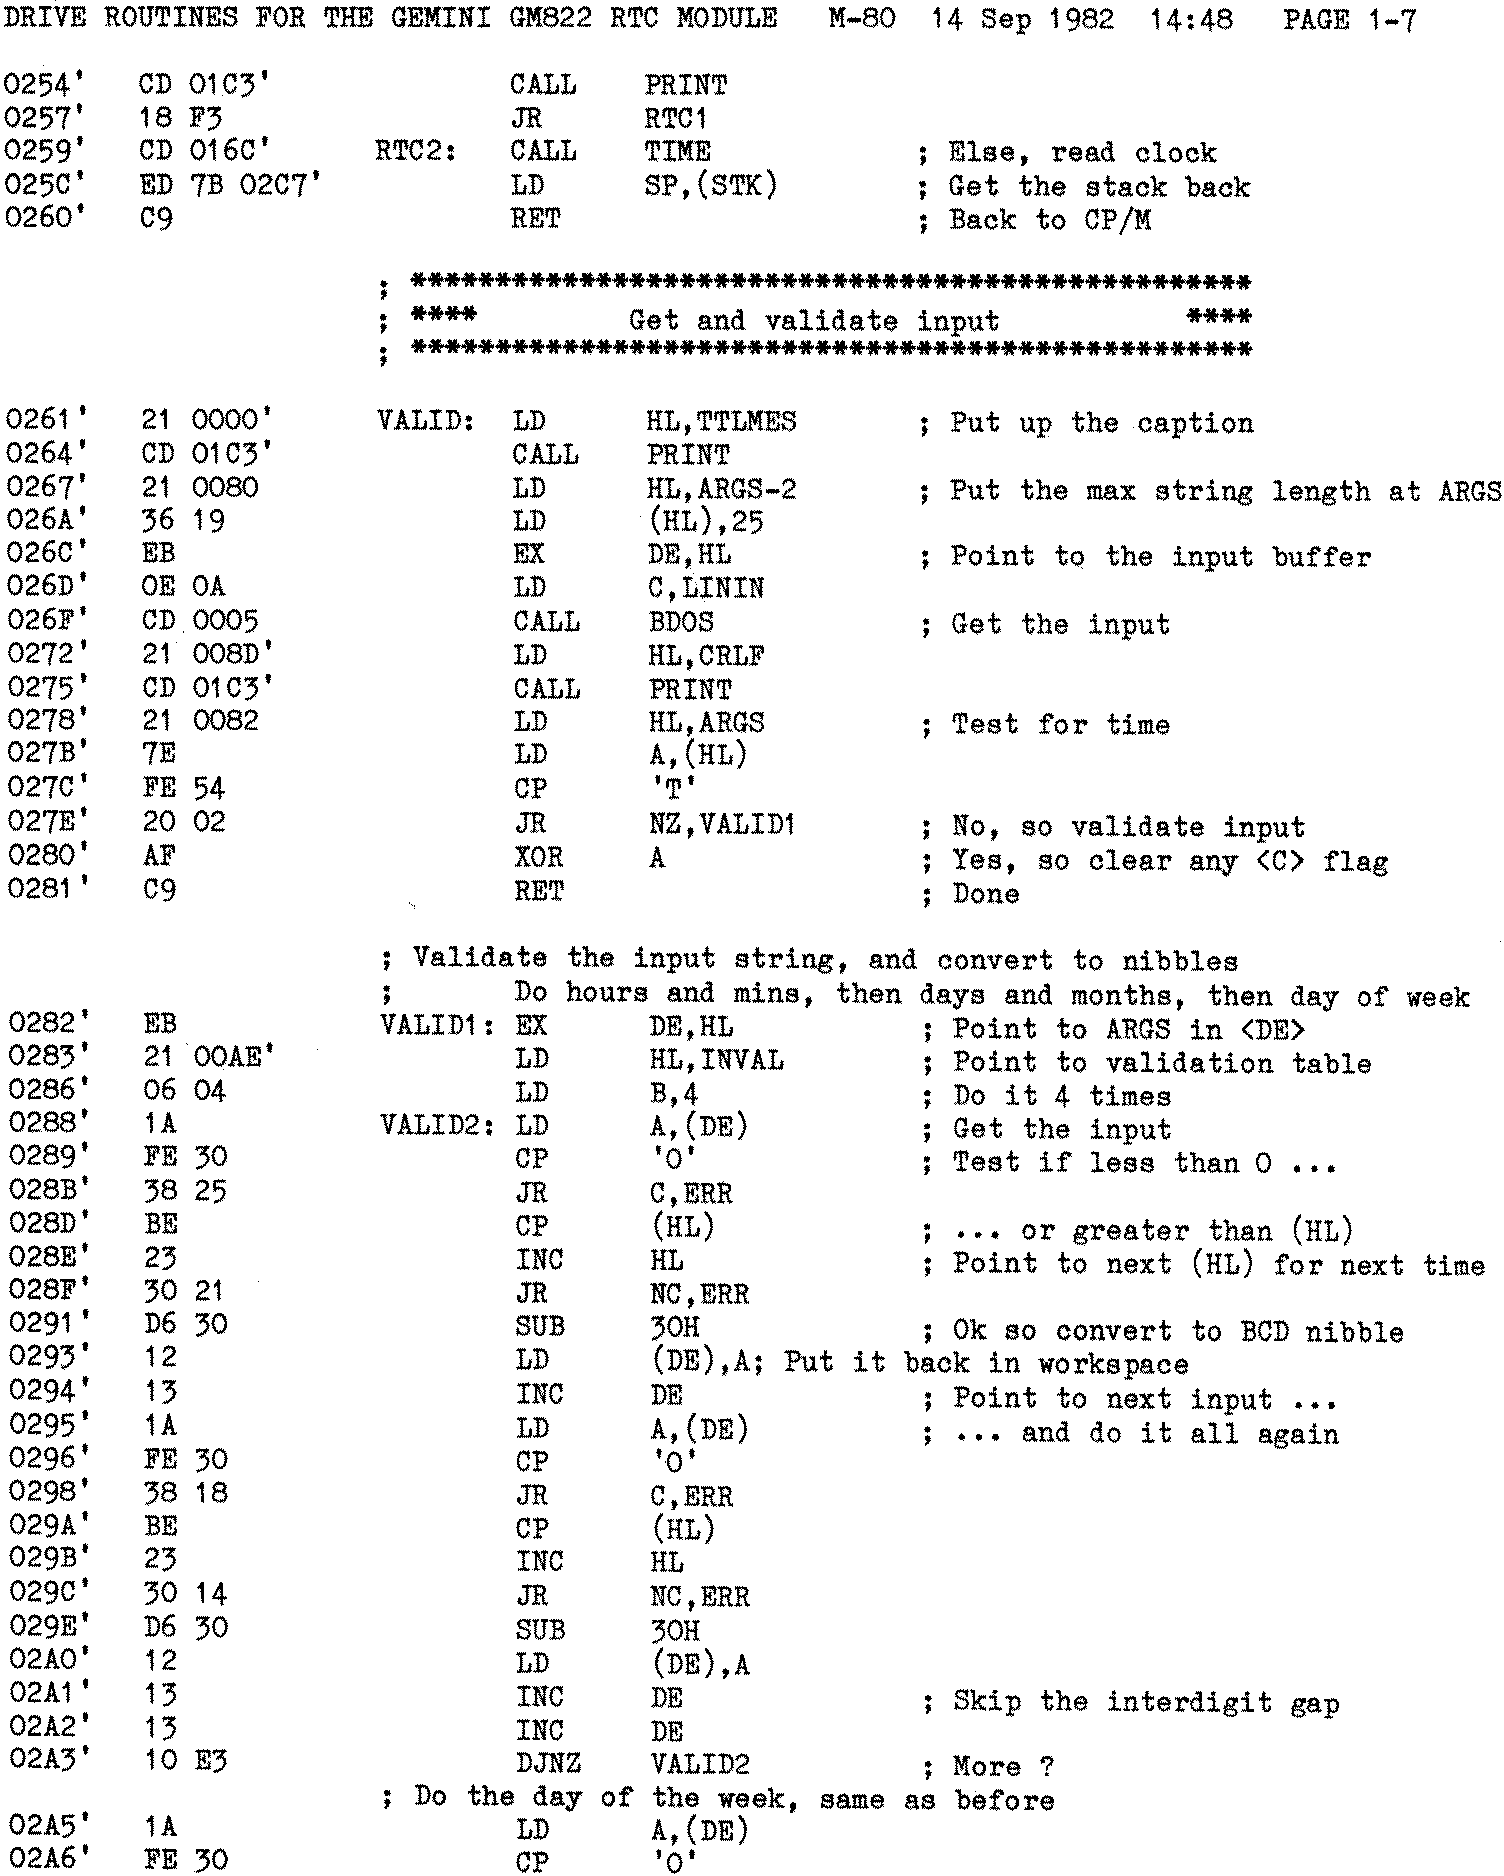 DRIVE ROUTINES FOR THE GEMINI GM822 RTC MODULE   M-80  14 Sep 1982  14:48   PAGE 1-7
0254'   CD 01C3'                CALL    PRINT
0257'   18 F3                   JR      RTC1
0259'   CD 016C'        RTC2:   CALL    TIME            ; Else, read clock
025C'   ED 7B 02C7'             LD      SP,(STK)        ; Get the stack back
0260'   C9                      RET                     ; Back to CP/M
; **************************************************
; ****         Get and validate input           ****
; **************************************************
0261'   21 0000'        VALID:  LD      HL,TTLMES       ; Put up the caption
0264'   CD 01C3'                CALL    PRINT
0267'   21 0080                 LD      HL,ARGS-2       ; Put the max string length at ARGS
026A'   36 19                   LD      (HL),25
026C'   EB                      EX      DE,HL           ; Point to the input buffer
026D'   0E 0A                   LD      C,LININ
026F'   CD 0005                 CALL    BDOS            ; Get the input
0272'   21 008D'                LD      HL,CRLF
0275'   CD 01C3'                CALL    PRINT
0278'   21 0082                 LD      HL,ARGS         ; Test for time
027B'   7E                      LD      A,(HL)
027C'   FE 54                   CP      'T'
027E'   20 02                   JR      NZ,VALID1       ; No, so validate input
0280'   AF                      XOR     A               ; Yes, so clear any <C> flag
0281'   C9                      RET                     ; Done
; Validate the input string, and convert to nibbles
;       Do hours and mins, then days and months, then day of week
0282'   EB              VALID1: EX      DE,HL           ; Point to ARGS in <DE>
0283'   21 00AE'                LD      HL,INVAL        ; Point to validation table
0286'   06 04                   LD      B,4             ; Do it 4 times
0288'   1A              VALID2: LD      A,(DE)          ; Get the input
0289'   FE 30                   CP      '0'             ; Test if less than 0 ...
028B'   38 25                   JR      C,ERR
028D'   BE                      CP      (HL)            ; ... or greater than (HL)
028E'   23                      INC     HL              ; Point to next (HL) for next time
028F'   30 21                   JR      NC,ERR
0291'   D6 30                   SUB     30H             ; Ok so convert to BCD nibble
0293'   12                      LD      (DE),A; Put it back in workspace
0294'   13                      INC     DE              ; Point to next input ...
0295'   1A                      LD      A,(DE)          ; ... and do it all again
0296'   FE 30                   CP      '0'
0298'   38 18                   JR      C,ERR
029A'   BE                      CP      (HL)
029B'   23                      INC     HL
029C'   30 14                   JR      NC,ERR
029E'   D6 30                   SUB     30H
02A0'   12                      LD      (DE),A
02A1'   13                      INC     DE              ; Skip the interdigit gap
02A2'   13                      INC     DE
02A3'   10 E3                   DJNZ    VALID2          ; More ?
; Do the day of the week, same as before
02A5'   1A                      LD      A,(DE)
02A6'   FE 30                   CP      '0'